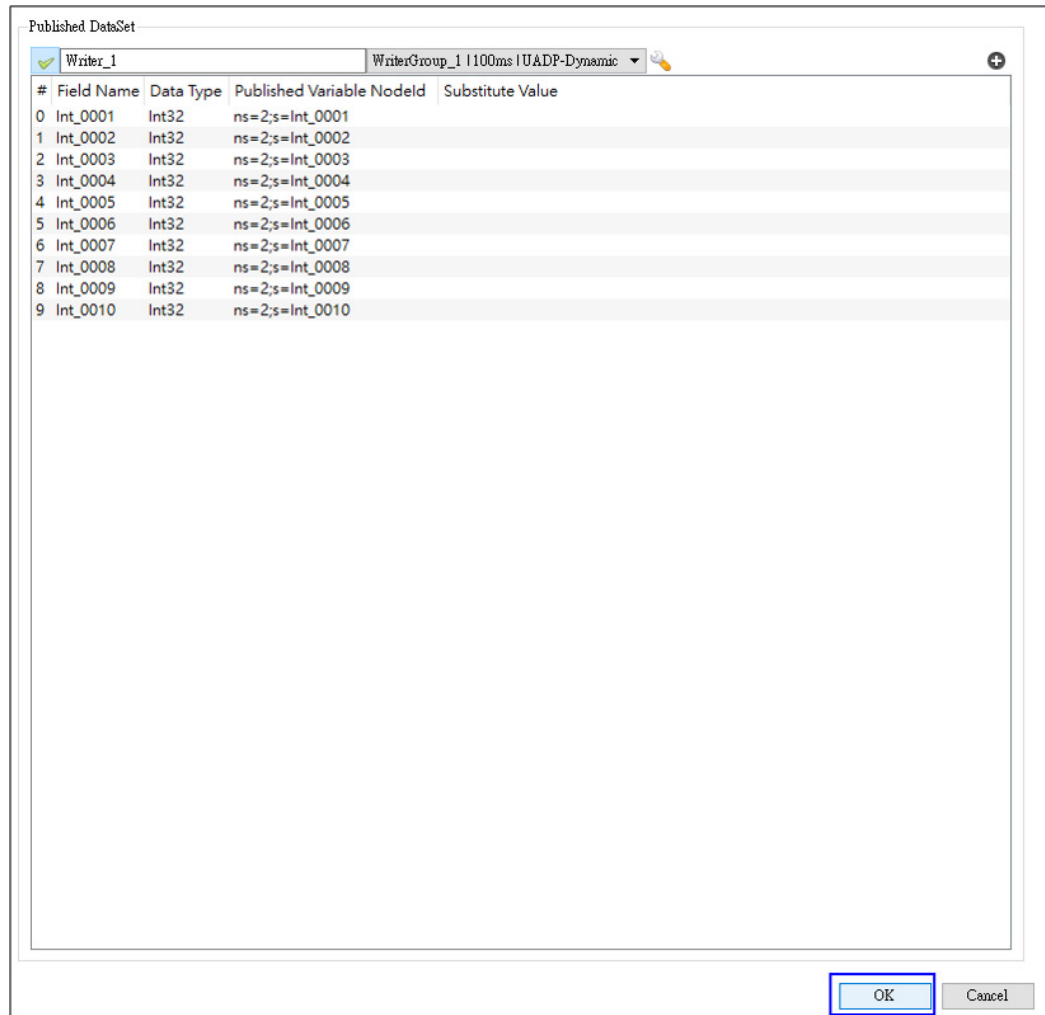 Published DataSet
Writer_1 WriterGroup_1 | 100ms | UADP-Dynamic
# Field Name Data Type Published Variable NodeId Substitute Value
0 Int_0001 Int32 ns=2;s=Int_0001
1 Int_0002 Int32 ns=2;s=Int_0002
2 Int_0003 Int32 ns=2;s=Int_0003
3 Int_0004 Int32 ns=2;s=Int_0004
4 Int_0005 Int32 ns=2;s=Int_0005
5 Int_0006 Int32 ns=2;s=Int_0006
6 Int_0007 Int32 ns=2;s=Int_0007
7 Int_0008 Int32 ns=2;s=Int_0008
8 Int_0009 Int32 ns=2;s=Int_0009
9 Int_0010 Int32 ns=2;s=Int_0010
OK Cancel